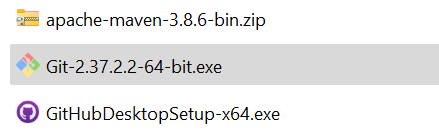 apache-maven-3.8.6-bin.zip
Git-2.37.2.2-64-bit.exe
GitHubDesktopSetup-x64.exe